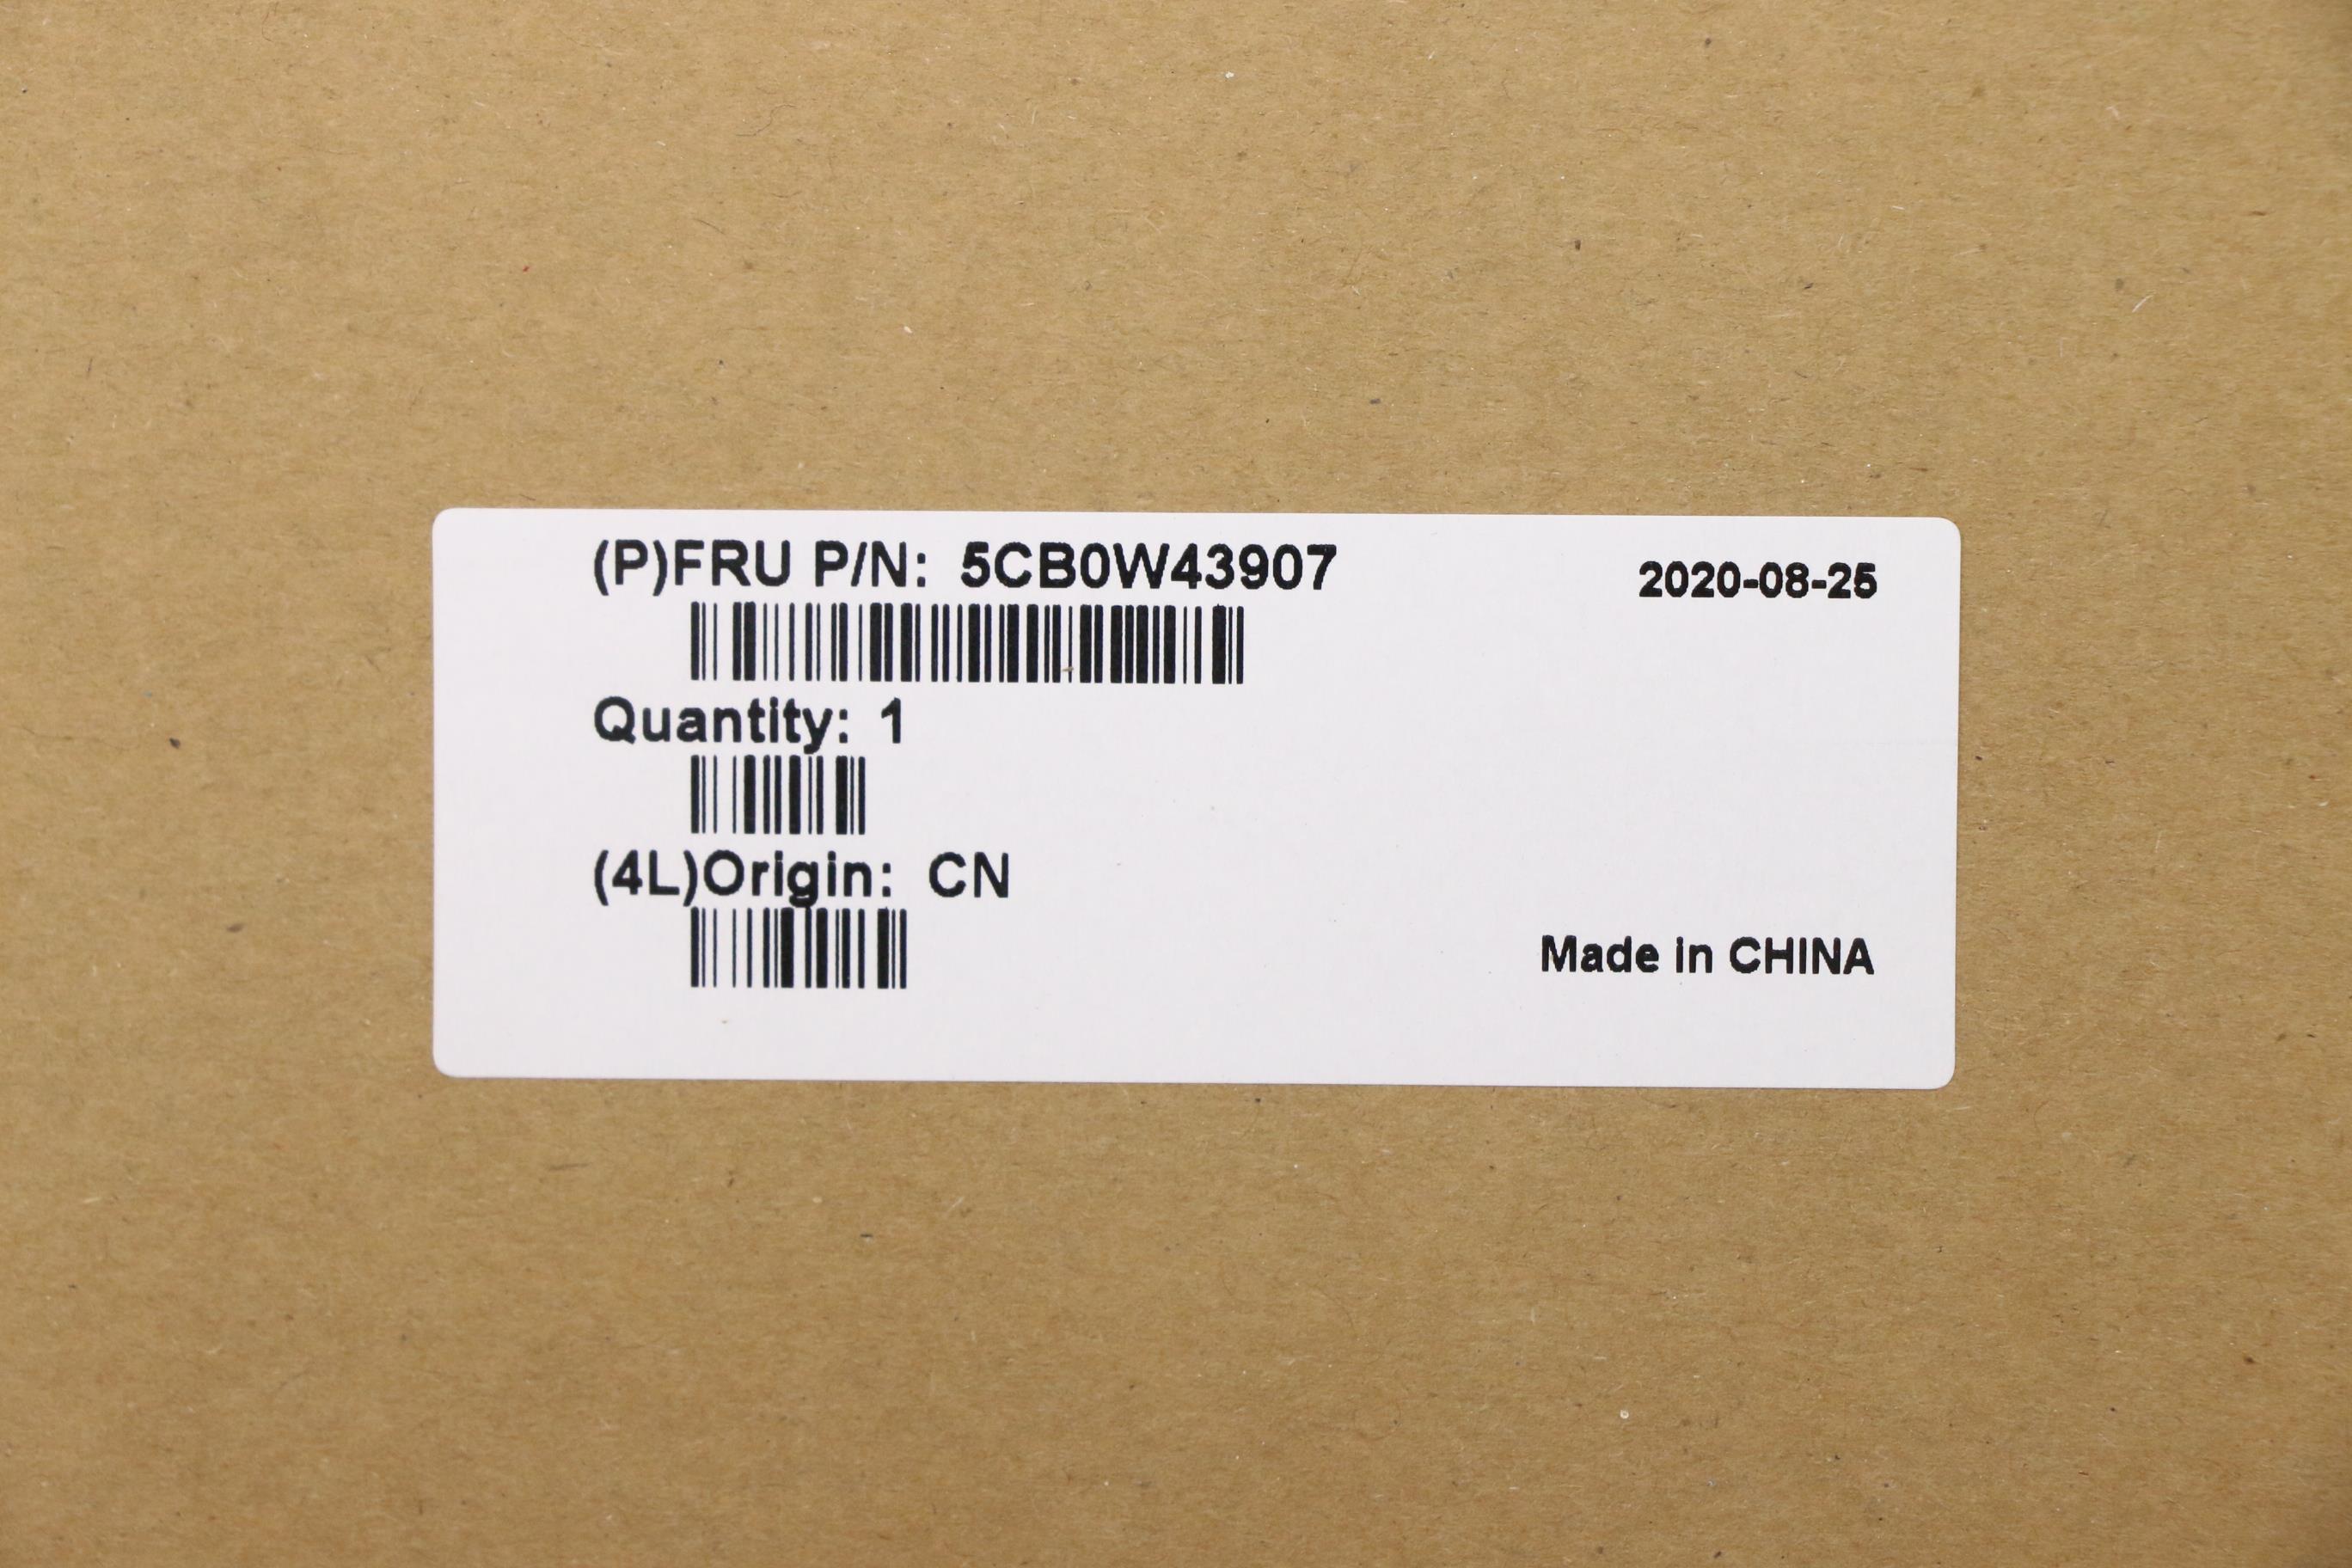 (P)FRU P/N: 5CB0W43907
2020-08-25
Quantity: 1
(4L)Origin: CN
Made in CHINA